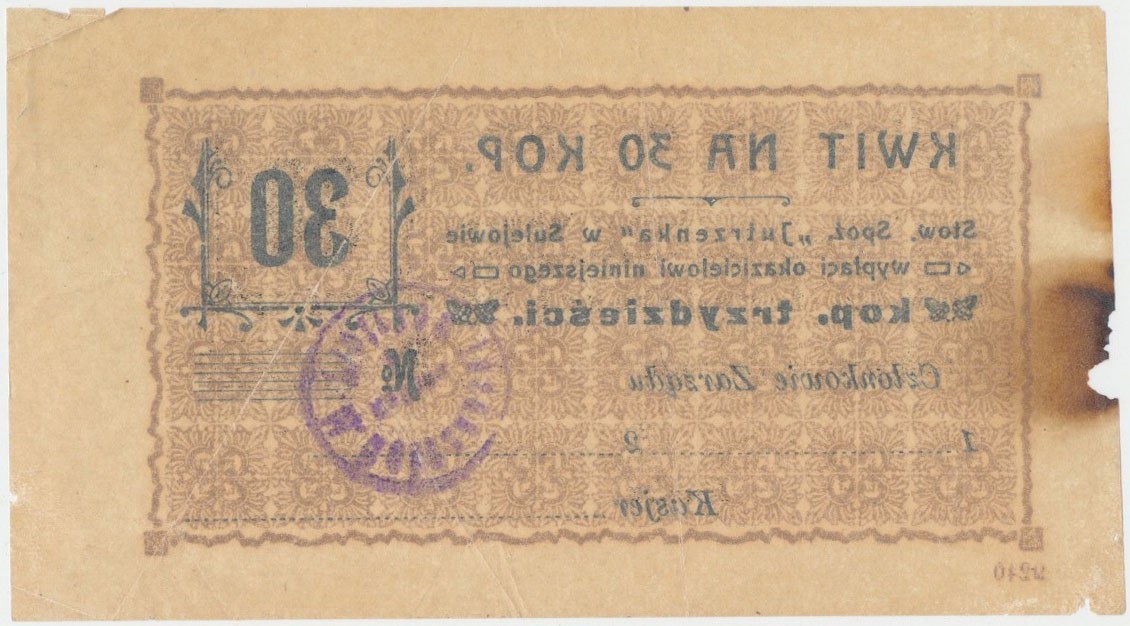 KWIT NA 30 KOP.
30
Stow. Spoż. „Jutrzenka“ w Sulejowie
wypłaci okazicielowi niniejszego
kop. trzydzieści.
№
Członkowie Zarządu
1
2
Kasjer